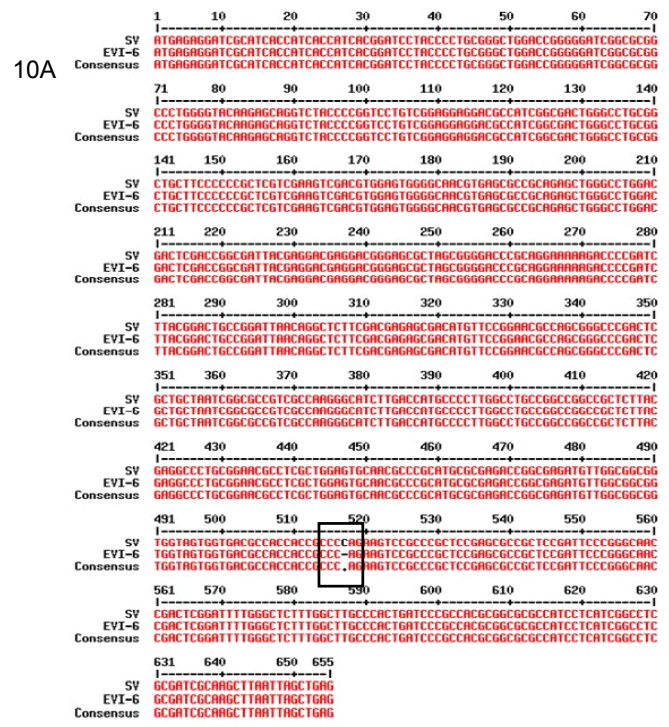 10A
1 10 20 30 40 50 60 70
|--------+---------+---------+---------+---------+---------+---------|
SV ATGAGAGGATCGCATCACCATCACCATCACGGATCCTACCCCTGCGGGCTGGACCGGGGGATCGGCGCGG
EVI-6 ATGAGAGGATCGCATCACCATCACCATCACGGATCCTACCCCTGCGGGCTGGACCGGGGGATCGGCGCGG
Consensus ATGAGAGGATCGCATCACCATCACCATCACGGATCCTACCCCTGCGGGCTGGACCGGGGGATCGGCGCGG
71 80 90 100 110 120 130 140
|--------+---------+---------+---------+---------+---------+---------|
SV CCCTGGGGTACAAGAGCAGGTCTACCCCGGTCCTGTCGGAGGAGGACGCCATCGGCGACTGGGCCTGCGG
EVI-6 CCCTGGGGTACAAGAGCAGGTCTACCCCGGTCCTGTCGGAGGAGGACGCCATCGGCGACTGGGCCTGCGG
Consensus CCCTGGGGTACAAGAGCAGGTCTACCCCGGTCCTGTCGGAGGAGGACGCCATCGGCGACTGGGCCTGCGG
141 150 160 170 180 190 200 210
|--------+---------+---------+---------+---------+---------+---------|
SV CTGCTTCCCCCCGCTCGTCGAAGTCGACGTGGAGTGGGGCAACGTGAGCGCCGCAGAGCTGGGCCTGGAC
EVI-6 CTGCTTCCCCCCGCTCGTCGAAGTCGACGTGGAGTGGGGCAACGTGAGCGCCGCAGAGCTGGGCCTGGAC
Consensus CTGCTTCCCCCCGCTCGTCGAAGTCGACGTGGAGTGGGGCAACGTGAGCGCCGCAGAGCTGGGCCTGGAC
211 220 230 240 250 260 270 280
|--------+---------+---------+---------+---------+---------+---------|
SV GACTCGACCGGCGATTACGAGGACGAGGACGGGAGCGCTAGCGGGGACCCGCAGGAAAAAGACCCCGATC
EVI-6 GACTCGACCGGCGATTACGAGGACGAGGACGGGAGCGCTAGCGGGGACCCGCAGGAAAAAGACCCCGATC
Consensus GACTCGACCGGCGATTACGAGGACGAGGACGGGAGCGCTAGCGGGGACCCGCAGGAAAAAGACCCCGATC
281 290 300 310 320 330 340 350
|--------+---------+---------+---------+---------+---------+---------|
SV TTACGGACTGCCGGATTAACAGGCTCTTCGACGAGAGCGACATGTTCCGGAACGCCAGCGGGCCCGACTC
EVI-6 TTACGGACTGCCGGATTAACAGGCTCTTCGACGAGAGCGACATGTTCCGGAACGCCAGCGGGCCCGACTC
Consensus TTACGGACTGCCGGATTAACAGGCTCTTCGACGAGAGCGACATGTTCCGGAACGCCAGCGGGCCCGACTC
351 360 370 380 390 400 410 420
|--------+---------+---------+---------+---------+---------+---------|
SV GCTGCTAATCGGCGCCGTCGCCAAGGGCATCTTGACCATGCCCCTTGGCCTGCCGGCCGGCCGCTCTTAC
EVI-6 GCTGCTAATCGGCGCCGTCGCCAAGGGCATCTTGACCATGCCCCTTGGCCTGCCGGCCGGCCGCTCTTAC
Consensus GCTGCTAATCGGCGCCGTCGCCAAGGGCATCTTGACCATGCCCCTTGGCCTGCCGGCCGGCCGCTCTTAC
421 430 440 450 460 470 480 490
|--------+---------+---------+---------+---------+---------+---------|
SV GAGGCCCTGCGGAACGCCTCGCTGGAGTGCAACGCCCGCATGCGCGAGACCGGCGAGATGTTGGCGGCGG
EVI-6 GAGGCCCTGCGGAACGCCTCGCTGGAGTGCAACGCCCGCATGCGCGAGACCGGCGAGATGTTGGCGGCGG
Consensus GAGGCCCTGCGGAACGCCTCGCTGGAGTGCAACGCCCGCATGCGCGAGACCGGCGAGATGTTGGCGGCGG
491 500 510 520 530 540 550 560
|--------+---------+---------+---------+---------+---------+---------|
SV TGGTAGTGGTGACGCCACCACCGCCCCAGAAGTCCGCCCGCTCCGAGCGCCGCTCCGATTCCCGGGCAAC
EVI-6 TGGTAGTGGTGACGCCACCACCGCCC-AGAAGTCCGCCCGCTCCGAGCGCCGCTCCGATTCCCGGGCAAC
Consensus TGGTAGTGGTGACGCCACCACCGCCC.AGAAGTCCGCCCGCTCCGAGCGCCGCTCCGATTCCCGGGCAAC
561 570 580 590 600 610 620 630
|--------+---------+---------+---------+---------+---------+---------|
SV CGACTCGGATTTTGGGCTCTTTGGCTTGCCCACTGATCCCGCCACGCGGCGCGCCATCCTCATCGGCCTC
EVI-6 CGACTCGGATTTTGGGCTCTTTGGCTTGCCCACTGATCCCGCCACGCGGCGCGCCATCCTCATCGGCCTC
Consensus CGACTCGGATTTTGGGCTCTTTGGCTTGCCCACTGATCCCGCCACGCGGCGCGCCATCCTCATCGGCCTC
631 640 650 655
|--------+---------+----|
SV GCGATCGCAAGCTTAATTAGCTGAG
EVI-6 GCGATCGCAAGCTTAATTAGCTGAG
Consensus GCGATCGCAAGCTTAATTAGCTGAG